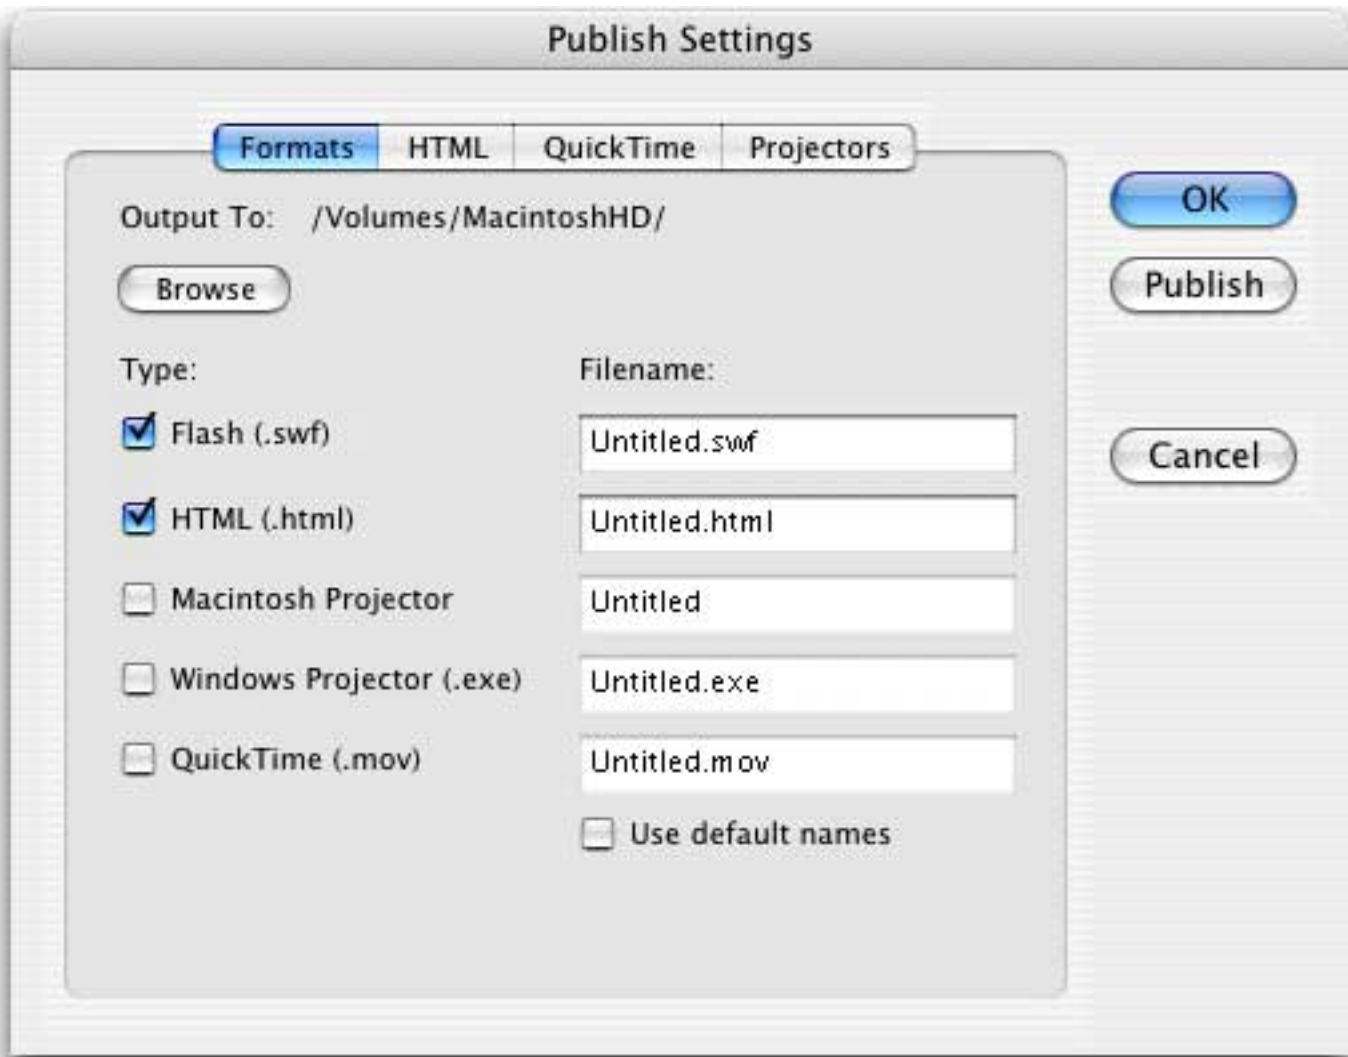 Publish Settings
Formats HTML QuickTime Projectors
Output To: /Volumes/MacintoshHD/
Browse
OK
Publish
Cancel
Type: Filename:
Flash (.swf) Untitled.swf
HTML (.html) Untitled.html
Macintosh Projector Untitled
Windows Projector (.exe) Untitled.exe
QuickTime (.mov) Untitled.mov
Use default names